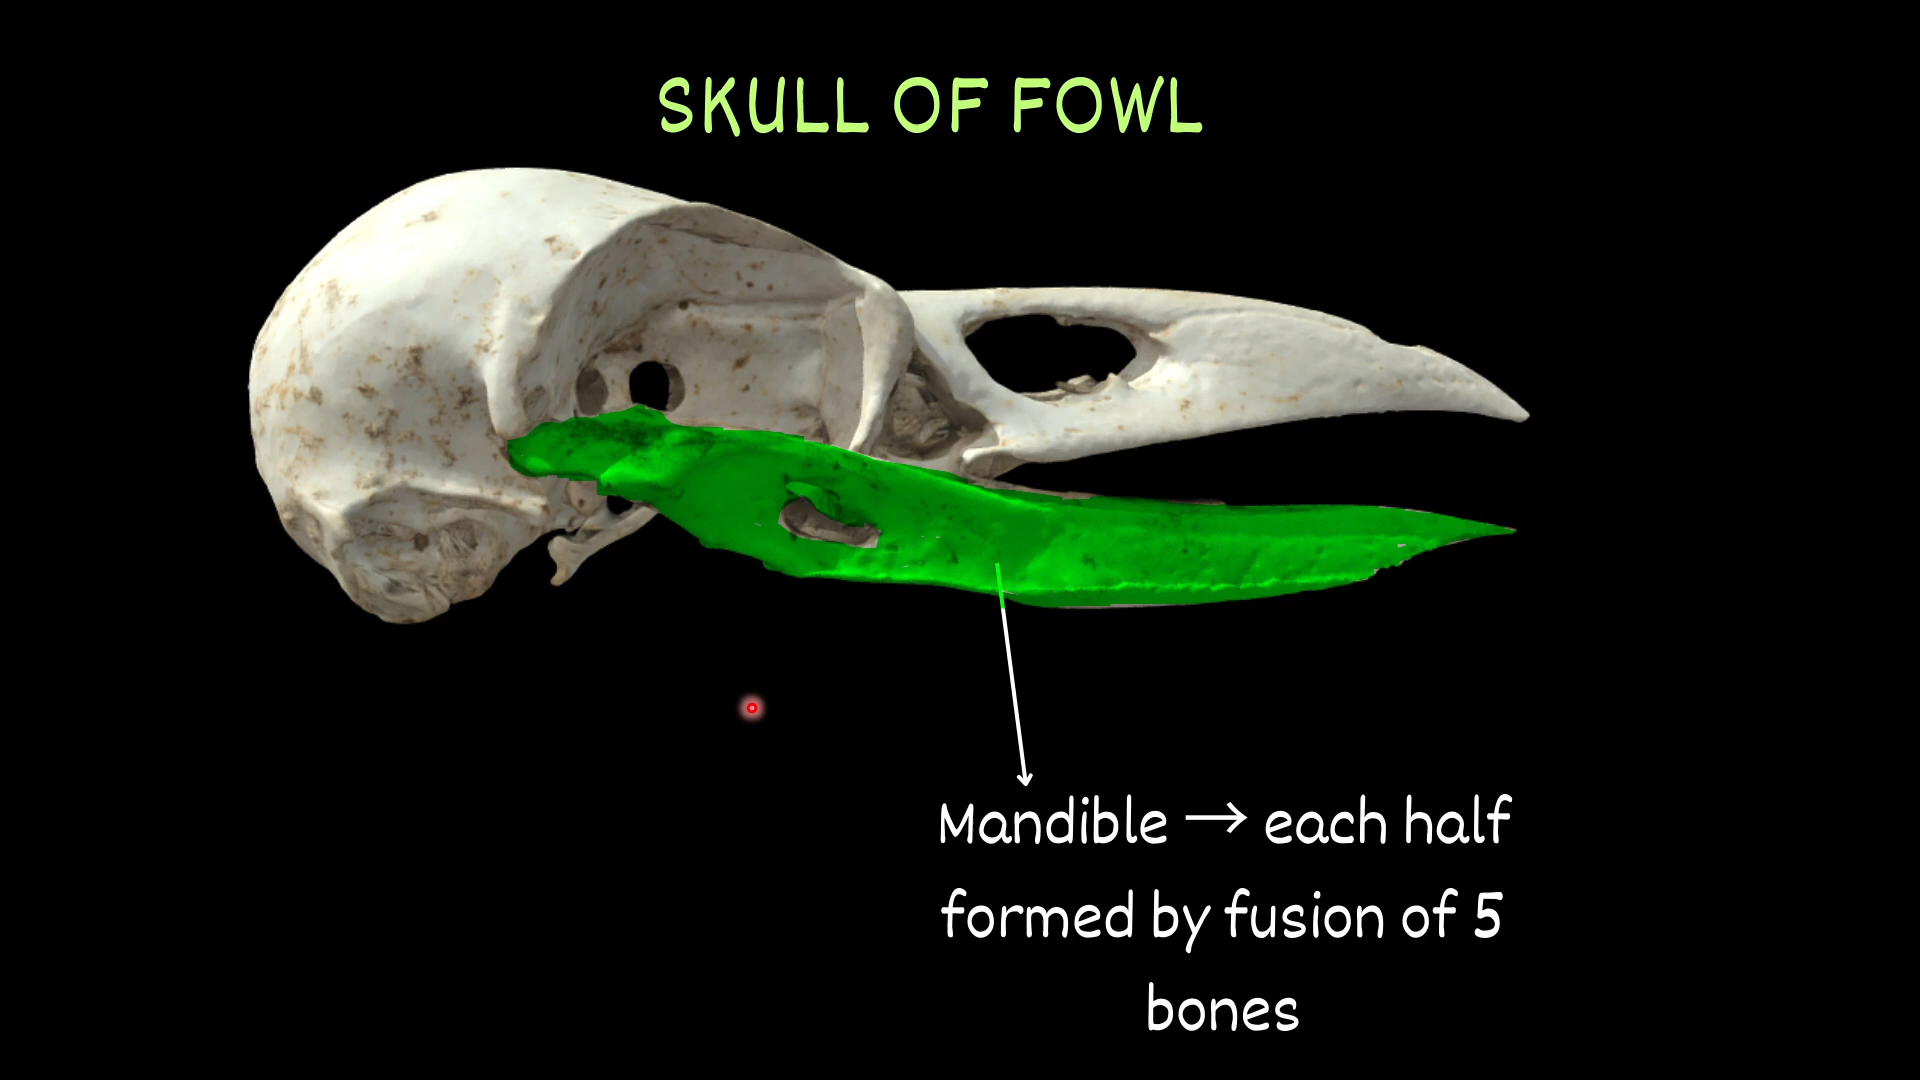 SKULL OF FOWL
Mandible → each half
formed by fusion of 5
bones